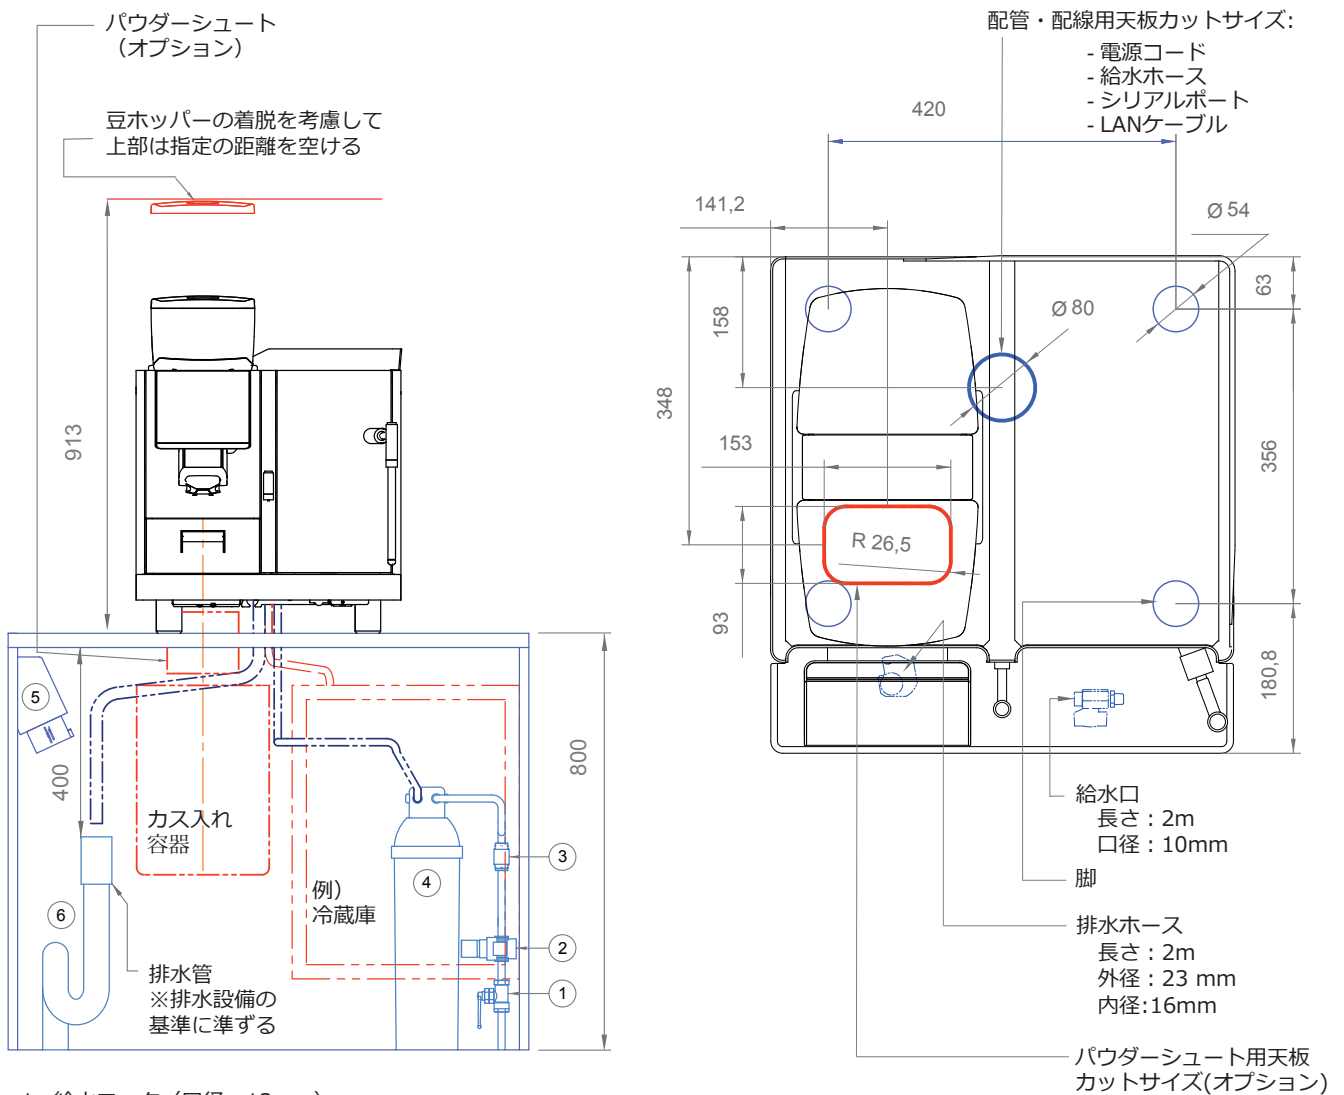 パウダーシュート
（オプション）
豆ホッパーの着脱を考慮して
上部は指定の距離を空ける
913
400
800
カス入れ
容器
例）
冷蔵庫
排水管
※排水設備の
基準に準ずる
5
6
4
3
2
1
配管・配線用天板カットサイズ:
- 電源コード
- 給水ホース
- シリアルポート
- LANケーブル
420
141,2
Ø 54
63
158
Ø 80
348
153
356
R 26,5
93
180,8
給水口
長さ：2m
口径：10mm
脚
排水ホース
長さ：2m
外径：23 mm
内径:16mm
パウダーシュート用天板
カットサイズ(オプション)